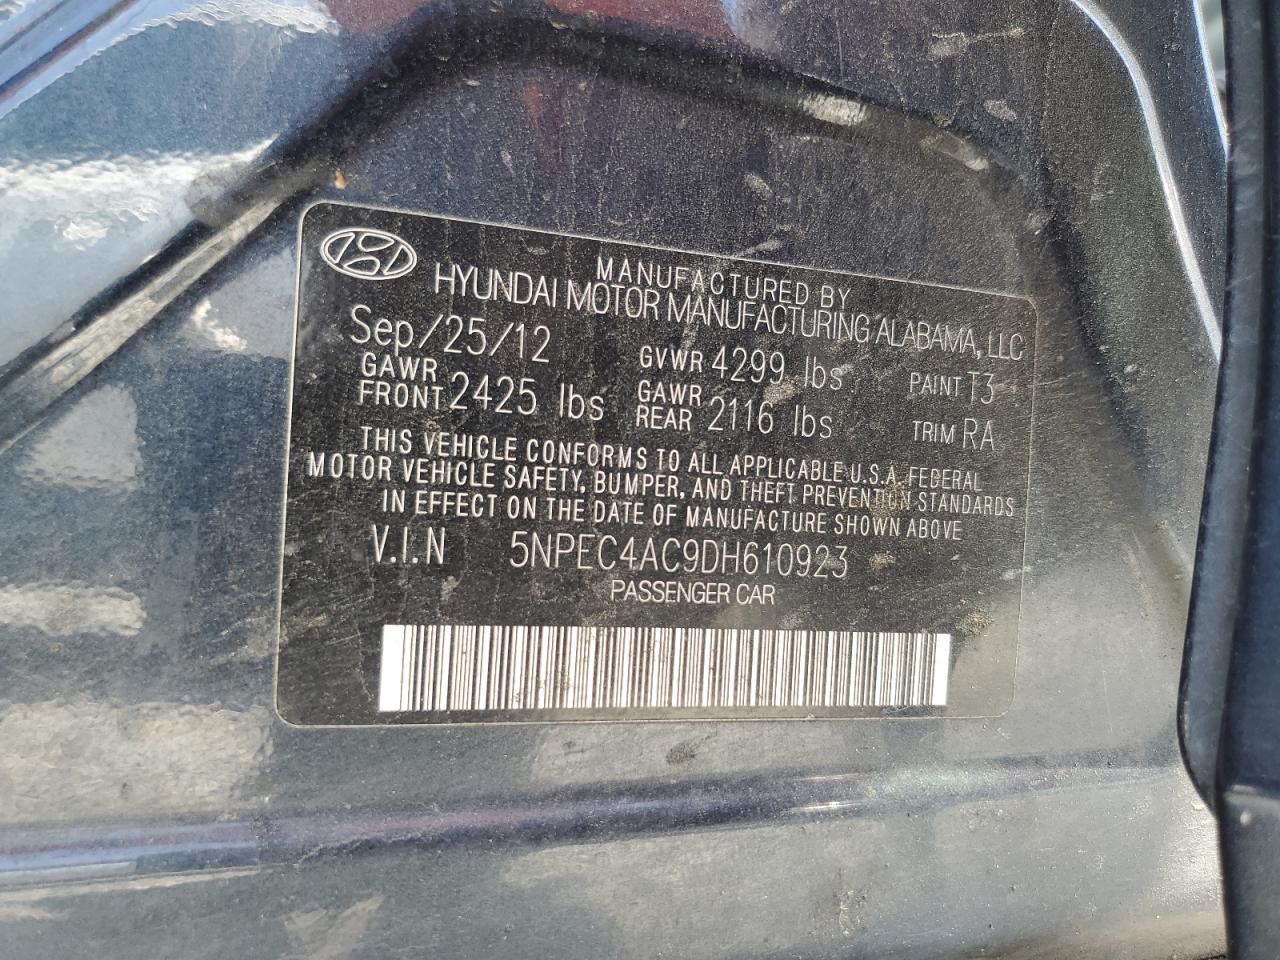 MANUFACTURED BY
HYUNDAI MOTOR MANUFACTURING ALABAMA, LLC
Sep/25/12 GVWR 4299 lbs PAINT T3
GAWR FRONT 2425 lbs GAWR REAR 2116 lbs TRIM RA
THIS VEHICLE CONFORMS TO ALL APPLICABLE U.S.A. FEDERAL
MOTOR VEHICLE SAFETY, BUMPER, AND THEFT PREVENTION STANDARDS
IN EFFECT ON THE DATE OF MANUFACTURE SHOWN ABOVE
V.I.N 5NPEC4AC9DH610923
PASSENGER CAR